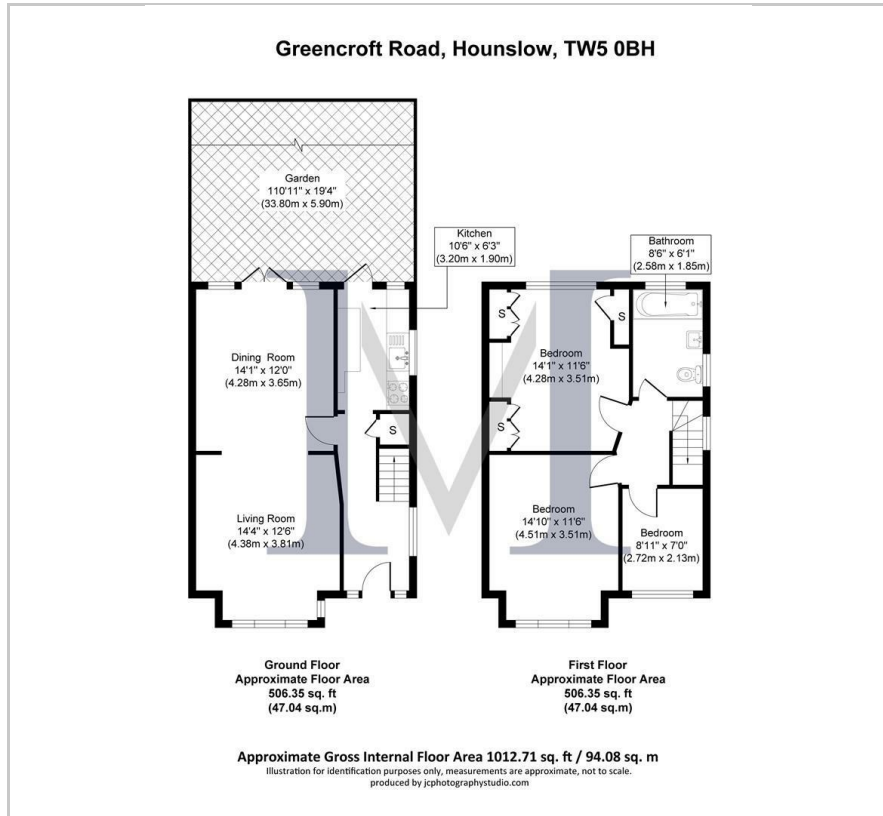 Greencroft Road, Hounslow, TW5 0BH
Garden
110'11" x 19'4"
(33.80m x 5.90m)
Kitchen
10'6" x 6'3"
(3.20m x 1.90m)
Dining Room
14'1" x 12'0"
(4.28m x 3.65m)
S
Living Room
14'4" x 12'6"
(4.38m x 3.81m)
Bathroom
8'6" x 6'1"
(2.58m x 1.85m)
S
S
Bedroom
14'1" x 11'6"
(4.28m x 3.51m)
S
Bedroom
14'10" x 11'6"
(4.51m x 3.51m)
Bedroom
8'11" x 7'0"
(2.72m x 2.13m)
Ground Floor
Approximate Floor Area
506.35 sq. ft
(47.04 sq.m)
First Floor
Approximate Floor Area
506.35 sq. ft
(47.04 sq.m)
IMI
Approximate Gross Internal Floor Area 1012.71 sq. ft / 94.08 sq. m
Illustration for identification purposes only, measurements are approximate, not to scale.
produced by jcphotographystudio.com